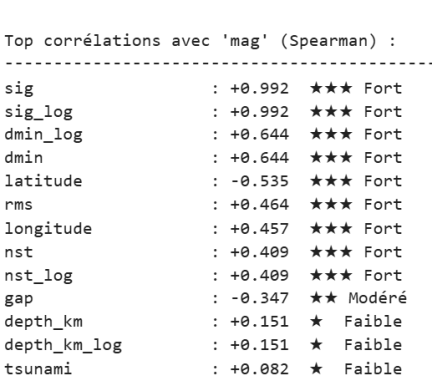 Top corrélations avec 'mag' (Spearman) :
--------------------------------------------
sig : +0.992 ★★★ Fort
sig_log : +0.992 ★★★ Fort
dmin_log : +0.644 ★★★ Fort
dmin : +0.644 ★★★ Fort
latitude : -0.535 ★★★ Fort
rms : +0.464 ★★★ Fort
longitude : +0.457 ★★★ Fort
nst : +0.409 ★★★ Fort
nst_log : +0.409 ★★★ Fort
gap : -0.347 ★★ Modéré
depth_km : +0.151 ★ Faible
depth_km_log : +0.151 ★ Faible
tsunami : +0.082 ★ Faible